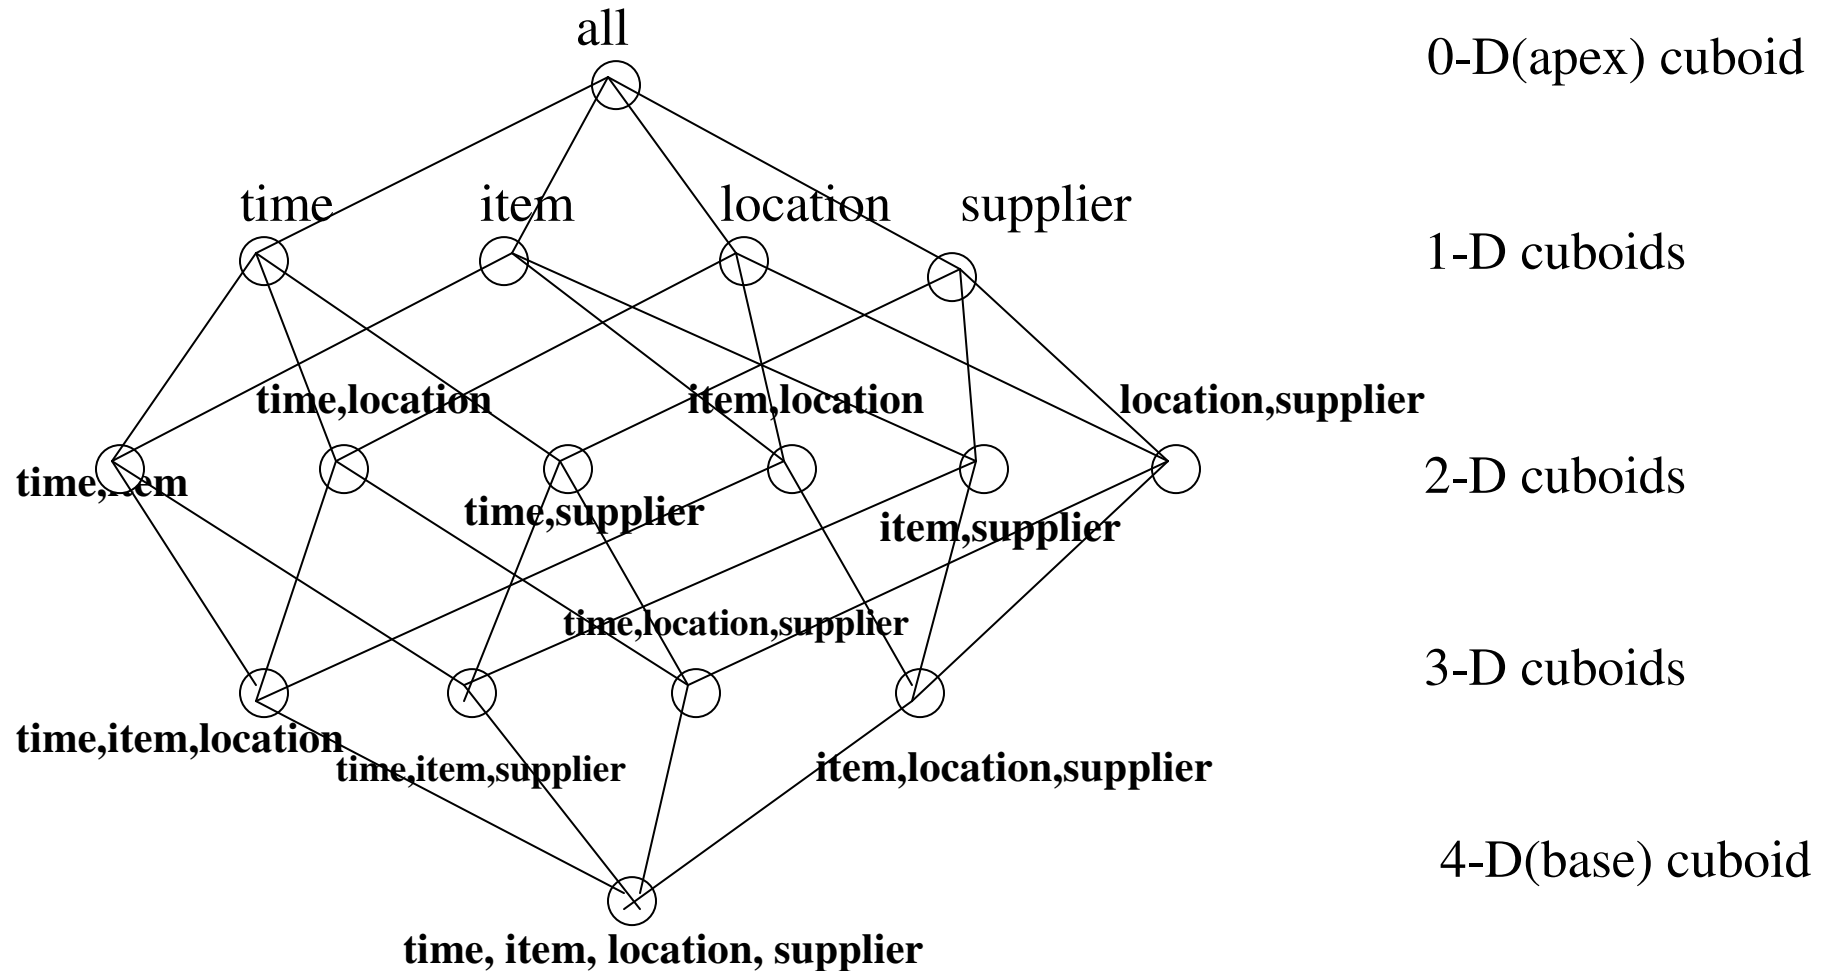 all
0-D(apex) cuboid
time
item
location
supplier
1-D cuboids
time,location
item,location
location,supplier
time,item
2-D cuboids
time,supplier
item,supplier
time,location,supplier
3-D cuboids
time,item,location
time,item,supplier
item,location,supplier
4-D(base) cuboid
time, item, location, supplier